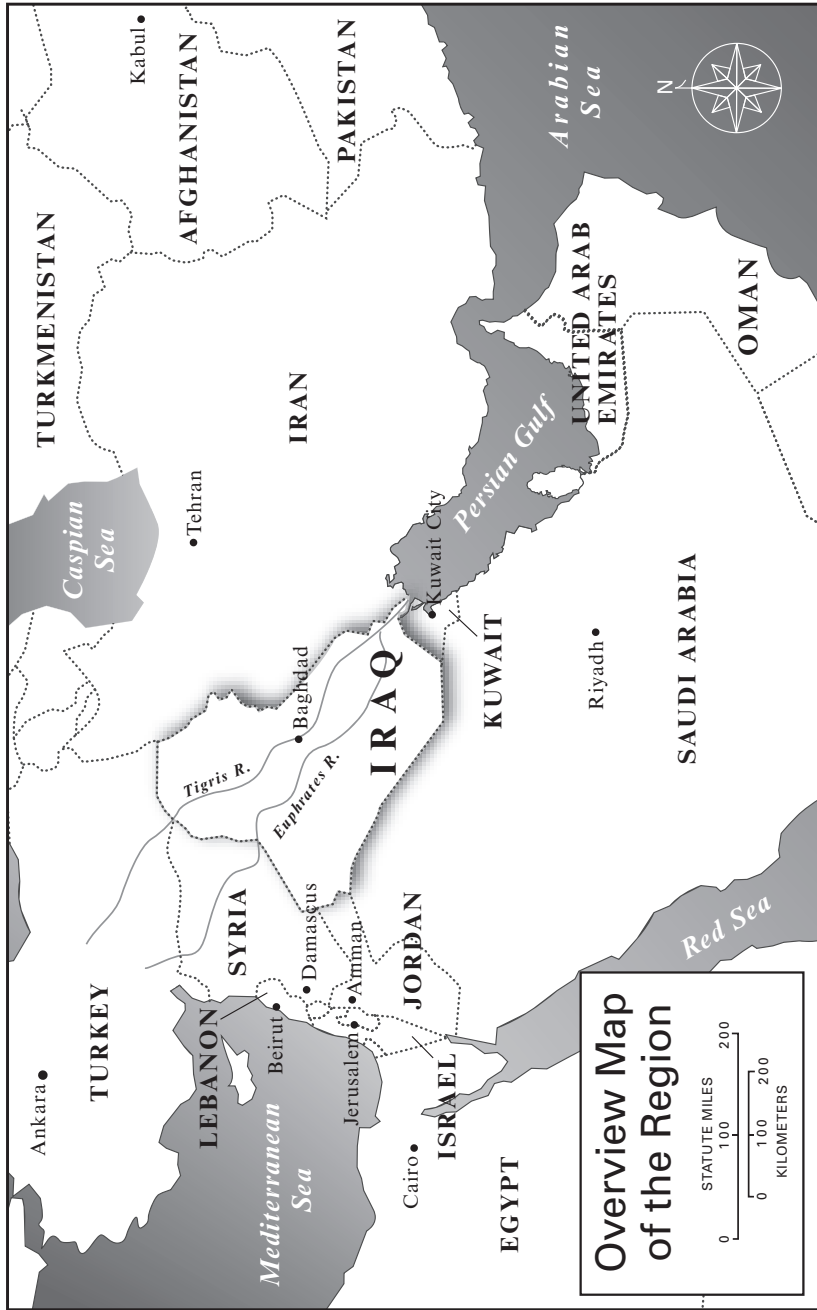 Ankara
TURKEY
Caspian
Sea
TURKMENISTAN
Tehran
Kabul
AFGHANISTAN
PAKISTAN
IRAN
LEBANON
SYRIA
Tigris R.
Beirut
Damascus
Baghdad
Euphrates R.
Mediterranean
Sea
Jerusalem
Amman
IRAQ
JORDAN
Kuwait City
Cairo
ISRAEL
KUWAIT
Persian Gulf
EGYPT
Riyadh
UNITED ARAB
EMIRATES
Arabian
Sea
SAUDI ARABIA
Red Sea
OMAN
N
Overview Map
of the Region
STATUTE MILES
0 100 200
0 100 200
KILOMETERS